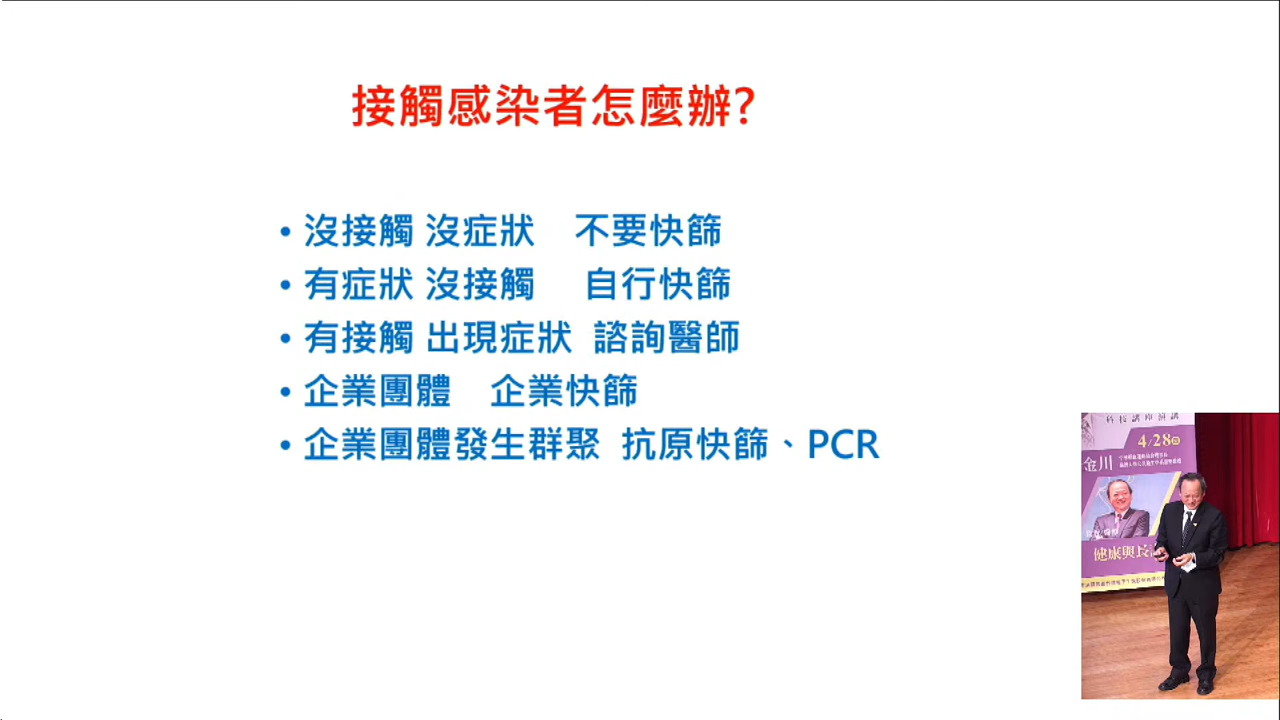 接觸感染者怎麼辦?
• 沒接觸 沒症狀 不要快篩
• 有症狀 沒接觸 自行快篩
• 有接觸 出現症狀 諮詢醫師
• 企業團體 企業快篩
• 企業團體發生群聚 抗原快篩、PCR
4/28
金川
健康與長